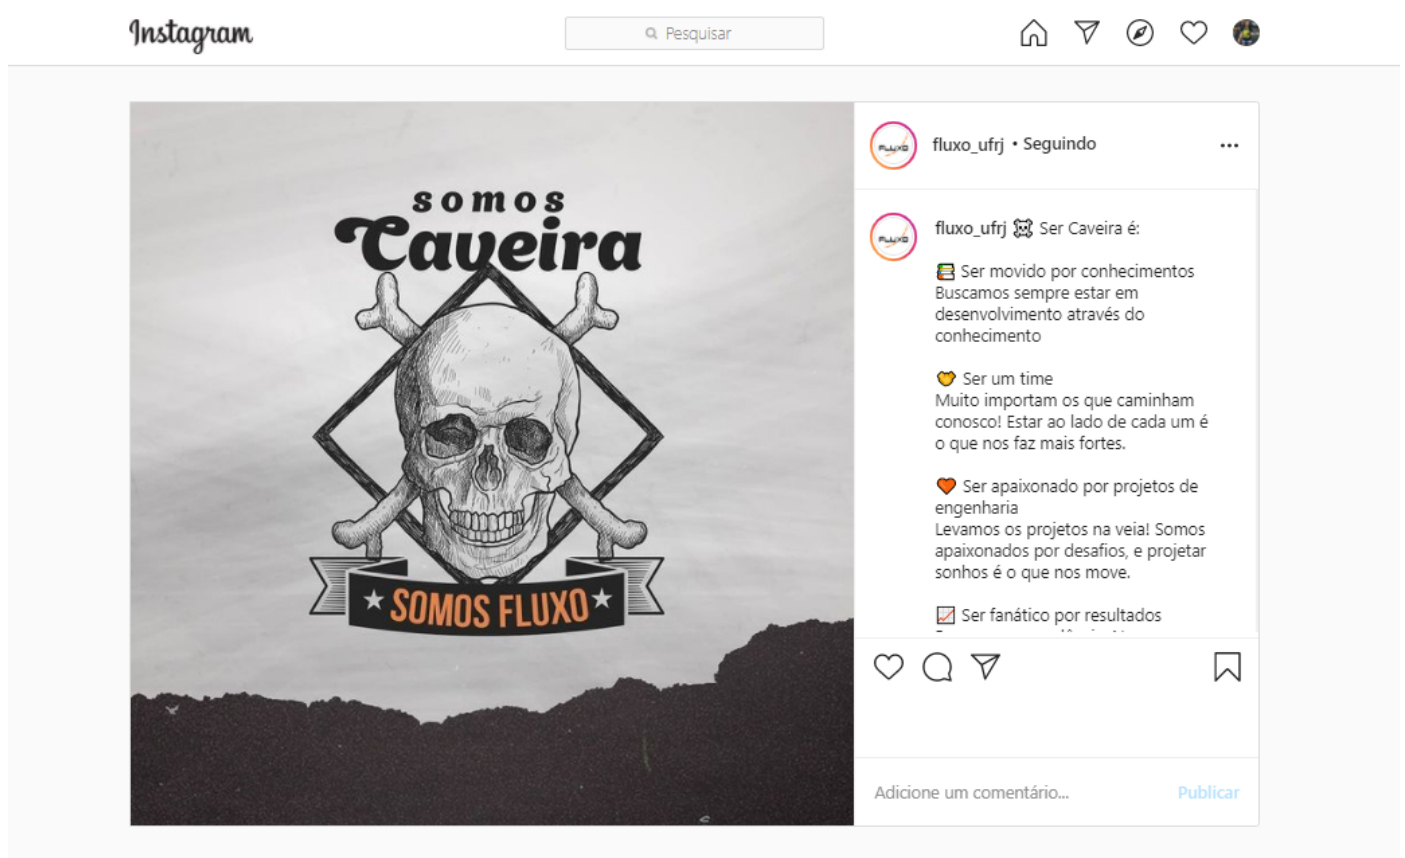 Instagram
Pesquisar
somos
Caveira
SOMOS FLUXO
FLUXO
fluxo_ufrj • Seguindo
FLUXO
fluxo_ufrj ☠️ Ser Caveira é:
📚 Ser movido por conhecimentos
Buscamos sempre estar em
desenvolvimento através do
conhecimento
🤝 Ser um time
Muito importam os que caminham
conosco! Estar ao lado de cada um é
o que nos faz mais fortes.
🧡 Ser apaixonado por projetos de
engenharia
Levamos os projetos na veia! Somos
apaixonados por desafios, e projetar
sonhos é o que nos move.
📈 Ser fanático por resultados
Adicione um comentário...
Publicar